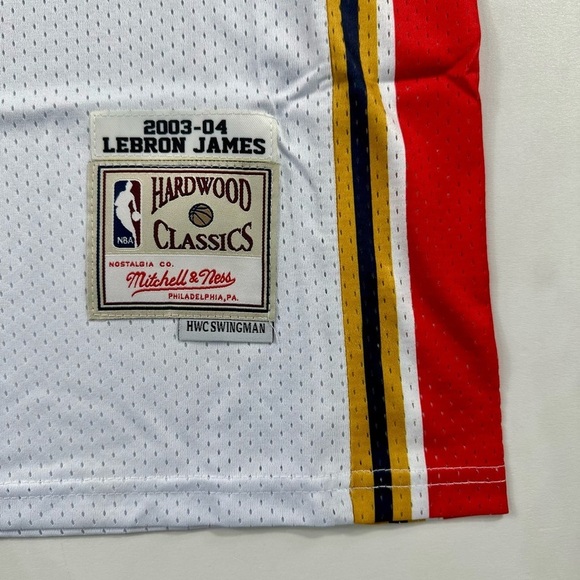 2003-04
LEBRON JAMES
HARDWOOD
CLASSICS
NBA
NOSTALGIA CO.
Mitchell & Ness
PHILADELPHIA, PA.
HWC SWINGMAN